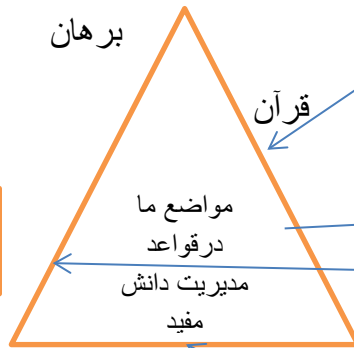 برهان
قرآن
مواضع ما
درقواعد
مدیریت دانش
مفید